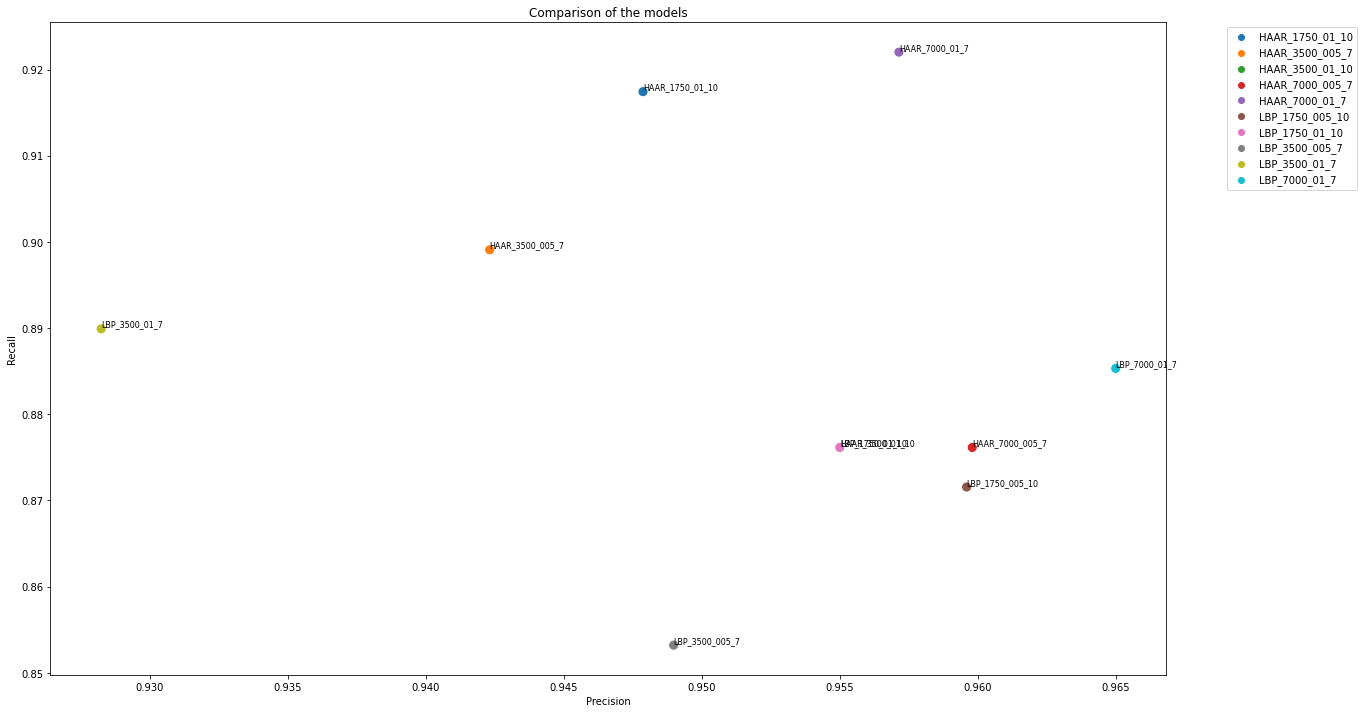 Comparison of the models
HAAR_7000_01_7
HAAR_1750_01_10
HAAR_3500_005_7
LBP_3500_01_7
LBP_7000_01_7
HAAR_7000_005_7
LBP_1750_005_10
LBP_3500_005_7
Recall
0.92
0.91
0.90
0.89
0.88
0.87
0.86
0.85
0.930
0.935
0.940
0.945
0.950
0.955
0.960
0.965
Precision
HAAR_1750_01_10
HAAR_3500_005_7
HAAR_3500_01_10
HAAR_7000_005_7
HAAR_7000_01_7
LBP_1750_005_10
LBP_1750_01_10
LBP_3500_005_7
LBP_3500_01_7
LBP_7000_01_7